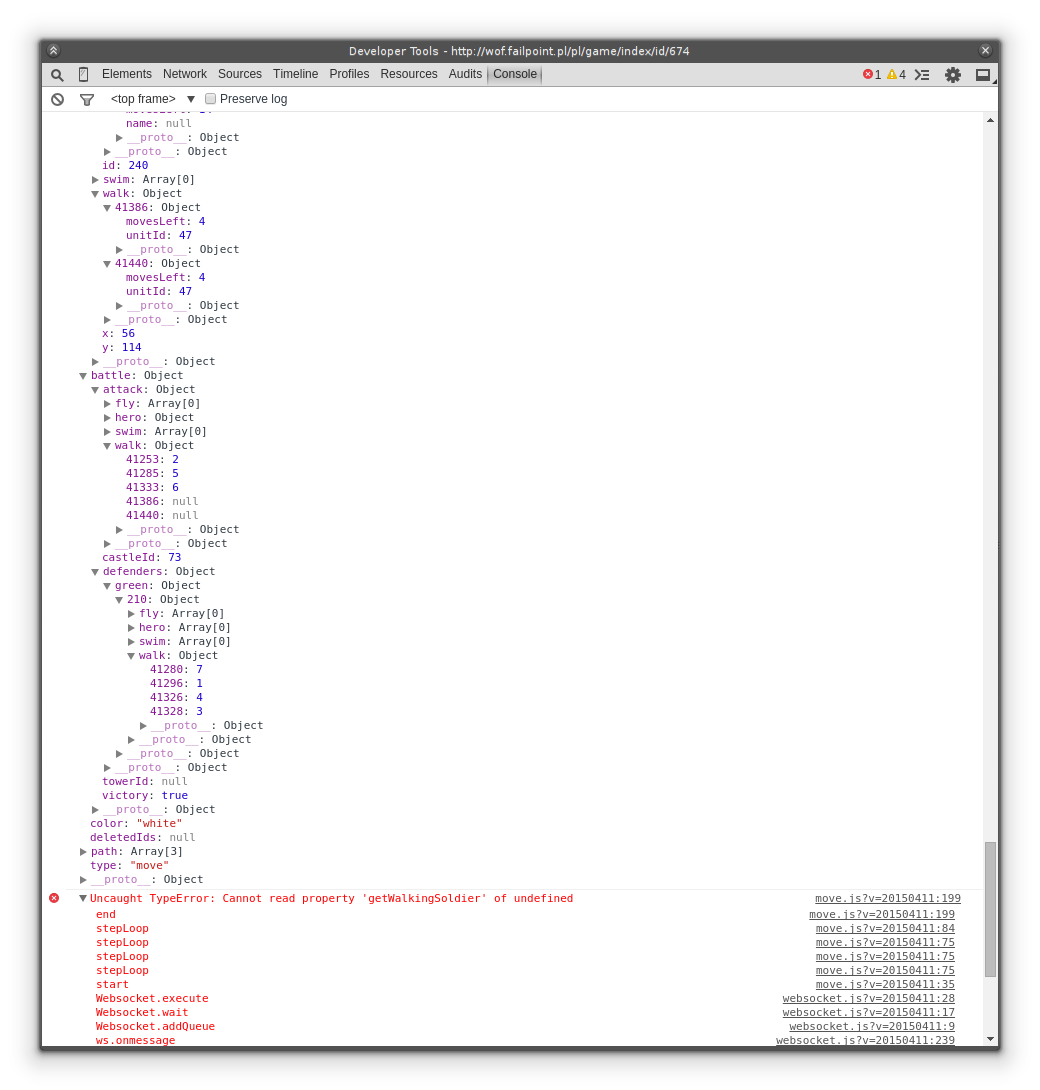 Developer Tools - http://wof.failpoint.pl/pl/game/index/id/674
Elements Network Sources Timeline Profiles Resources Audits Console 1 4
<top frame> Preserve log
name: null
__proto__: Object
__proto__: Object
id: 240
swim: Array[0]
walk: Object
41386: Object
movesLeft: 4
unitId: 47
__proto__: Object
41440: Object
movesLeft: 4
unitId: 47
__proto__: Object
__proto__: Object
x: 56
y: 114
__proto__: Object
battle: Object
attack: Object
fly: Array[0]
hero: Object
swim: Array[0]
walk: Object
41253: 2
41285: 5
41333: 6
41386: null
41440: null
__proto__: Object
__proto__: Object
castleId: 73
defenders: Object
green: Object
210: Object
fly: Array[0]
hero: Array[0]
swim: Array[0]
walk: Object
41280: 7
41296: 1
41326: 4
41328: 3
__proto__: Object
__proto__: Object
__proto__: Object
__proto__: Object
towerId: null
victory: true
__proto__: Object
color: "white"
deletedIds: null
path: Array[3]
type: "move"
__proto__: Object
Uncaught TypeError: Cannot read property 'getWalkingSoldier' of undefined move.js?v=20150411:199
end move.js?v=20150411:199
stepLoop move.js?v=20150411:84
stepLoop move.js?v=20150411:75
stepLoop move.js?v=20150411:75
stepLoop move.js?v=20150411:75
start move.js?v=20150411:35
Websocket.execute websocket.js?v=20150411:28
Websocket.wait websocket.js?v=20150411:17
Websocket.addQueue websocket.js?v=20150411:9
ws.onmessage websocket.js?v=20150411:239